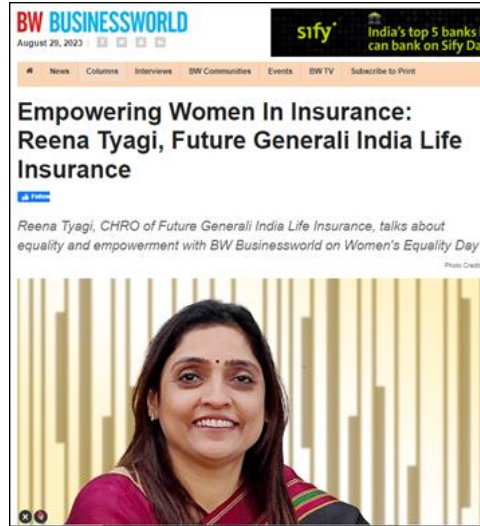 BW BUSINESSWORLD
August 29, 2023
sify
India's top 5 banks
can bank on Sify Da
News Columns Interviews BW Communities Events BW TV Subscribe to Print
Empowering Women In Insurance:
Reena Tyagi, Future Generali India Life
Insurance
Follow
Reena Tyagi, CHRO of Future Generali India Life Insurance, talks about
equality and empowerment with BW Businessworld on Women's Equality Day
Photo Credit